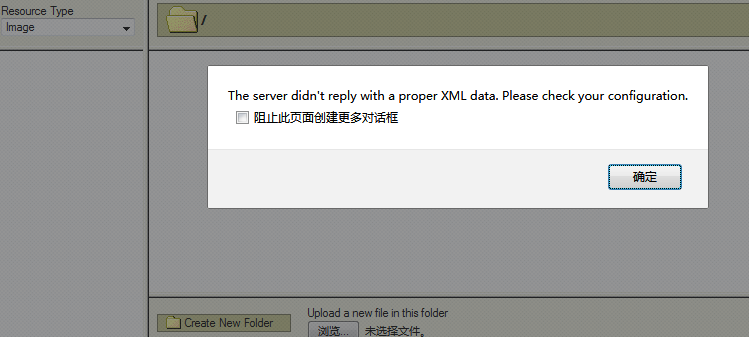 Resource Type
Image
/
The server didn't reply with a proper XML data. Please check your configuration.
阻止此页面创建更多对话框
确定
Create New Folder
Upload a new file in this folder
浏览... 未选择文件。